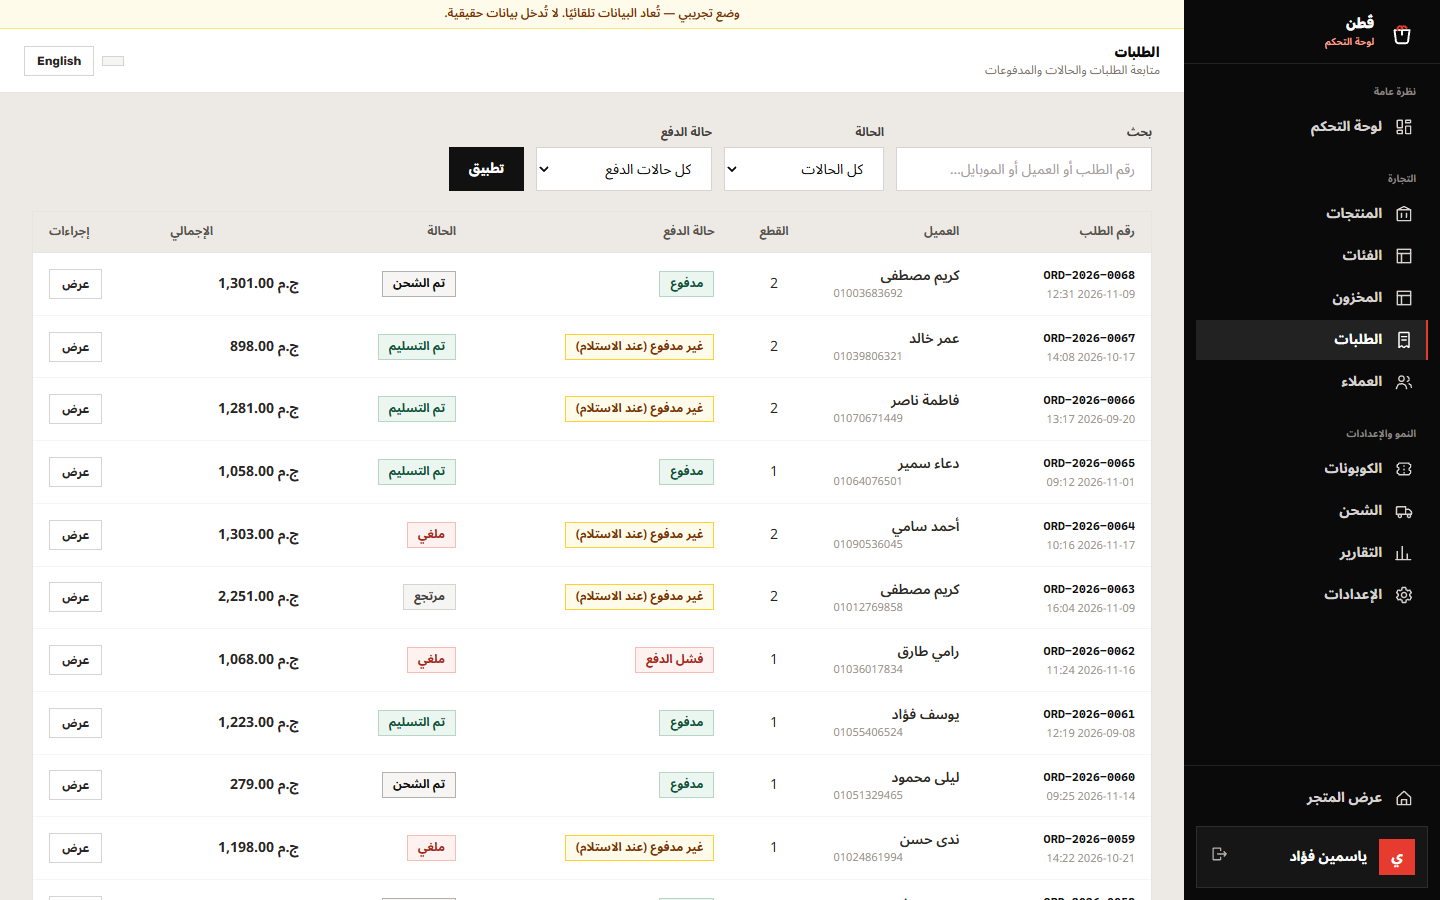 وضع تجريبي — تُعاد البيانات تلقائيًا. لا تُدخل بيانات حقيقية.
قُطن
لوحة التحكم
نظرة عامة
لوحة التحكم
التجارة
المنتجات
الفئات
المخزون
الطلبات
العملاء
النمو والإعدادات
الكوبونات
الشحن
التقارير
الإعدادات
عرض المتجر
ي
ياسمين فؤاد
الطلبات
متابعة الطلبات والحالات والمدفوعات
English
بحث
الحالة
حالة الدفع
رقم الطلب أو العميل أو الموبايل...
كل الحالات
كل حالات الدفع
تطبيق
رقم الطلب العميل القطع حالة الدفع الحالة الإجمالي إجراءات
ORD-2026-0068 كريم مصطفى 2 مدفوع تم الشحن ج.م 1,301.00 عرض
2026-11-09 12:31 01003683692
ORD-2026-0067 عمر خالد 2 غير مدفوع (عند الاستلام) تم التسليم ج.م 898.00 عرض
2026-10-17 14:08 01039806321
ORD-2026-0066 فاطمة ناصر 2 غير مدفوع (عند الاستلام) تم التسليم ج.م 1,281.00 عرض
2026-09-20 13:17 01070671449
ORD-2026-0065 دعاء سمير 1 مدفوع تم التسليم ج.م 1,058.00 عرض
2026-11-01 09:12 01064076501
ORD-2026-0064 أحمد سامي 2 غير مدفوع (عند الاستلام) ملغي ج.م 1,303.00 عرض
2026-11-17 10:16 01090536045
ORD-2026-0063 كريم مصطفى 2 غير مدفوع (عند الاستلام) مرتجع ج.م 2,251.00 عرض
2026-11-09 16:04 01012769858
ORD-2026-0062 رامي طارق 1 فشل الدفع ملغي ج.م 1,068.00 عرض
2026-11-16 11:24 01036017834
ORD-2026-0061 يوسف فؤاد 1 مدفوع تم التسليم ج.م 1,223.00 عرض
2026-09-08 12:19 01055406524
ORD-2026-0060 ليلى محمود 1 مدفوع تم الشحن ج.م 279.00 عرض
2026-11-14 09:25 01051329465
ORD-2026-0059 ندى حسن 1 غير مدفوع (عند الاستلام) ملغي ج.م 1,198.00 عرض
2026-10-21 14:22 01024861994